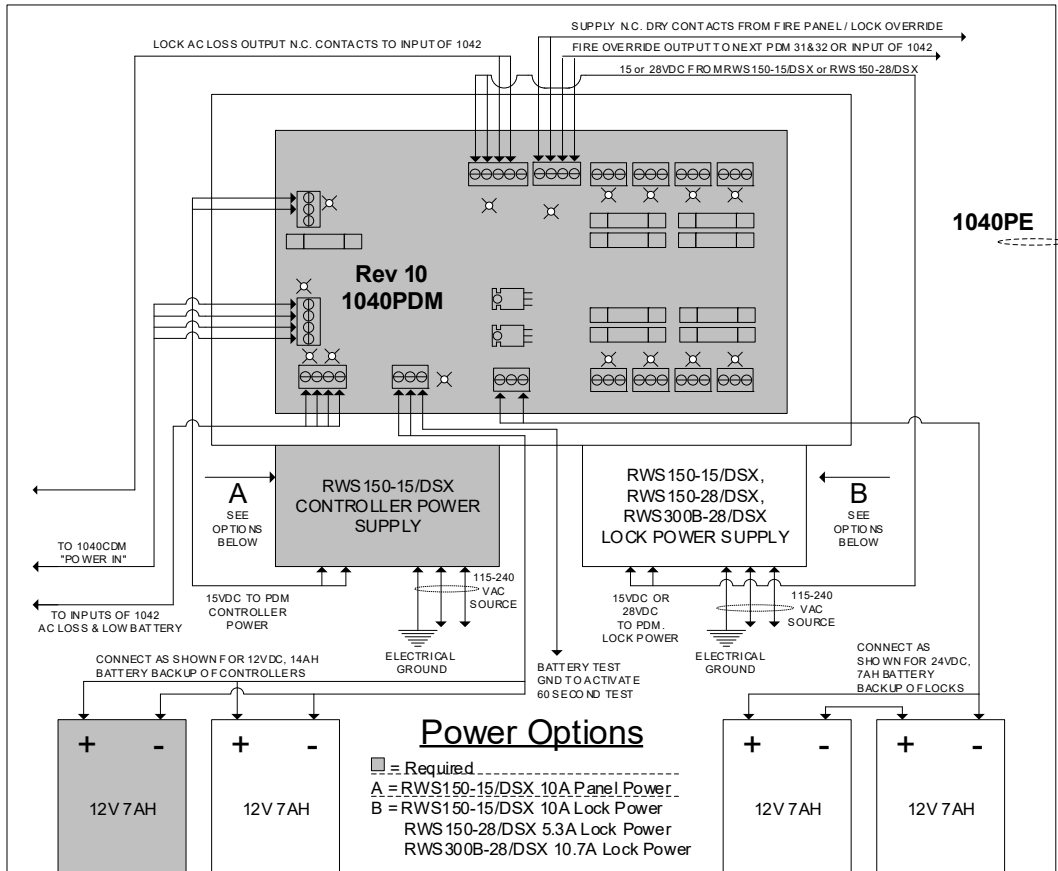 SUPPLY N.C. DRY CONTACTS FROM FIRE PANEL / LOCK OVERRIDE
LOCK AC LOSS OUTPUT N.C. CONTACTS TO INPUT OF 1042
FIRE OVERRIDE OUTPUT TO NEXT PDM 31&32 OR INPUT OF 1042
15 or 28VDC FROM RWS150-15/DSX or RWS150-28/DSX
1040PE
Rev 10
1040PDM
A
SEE
OPTIONS
BELOW
RWS150-15/DSX
CONTROLLER POWER
SUPPLY
RWS150-15/DSX,
RWS150-28/DSX,
RWS300B-28/DSX
LOCK POWER SUPPLY
B
SEE
OPTIONS
BELOW
TO 1040CDM
"POWER IN"
TO INPUTS OF 1042
AC LOSS & LOW BATTERY
15VDC TO PDM
CONTROLLER
POWER
115-240
VAC
SOURCE
ELECTRICAL
GROUND
15VDC OR
28VDC
TO PDM.
LOCK POWER
115-240
VAC
SOURCE
ELECTRICAL
GROUND
CONNECT AS SHOWN FOR 12VDC, 14AH
BATTERY BACKUP OF CONTROLLERS
BATTERY TEST
GND TO ACTIVATE
60 SECOND TEST
CONNECT AS
SHOWN FOR 24VDC,
7AH BATTERY
BACKUP OF LOCKS
+ -
12V 7AH
+ -
12V 7AH
Power Options
= Required
A = RWS150-15/DSX 10A Panel Power
B = RWS150-15/DSX 10A Lock Power
RWS150-28/DSX 5.3A Lock Power
RWS300B-28/DSX 10.7A Lock Power
+ -
12V 7AH
+ -
12V 7AH